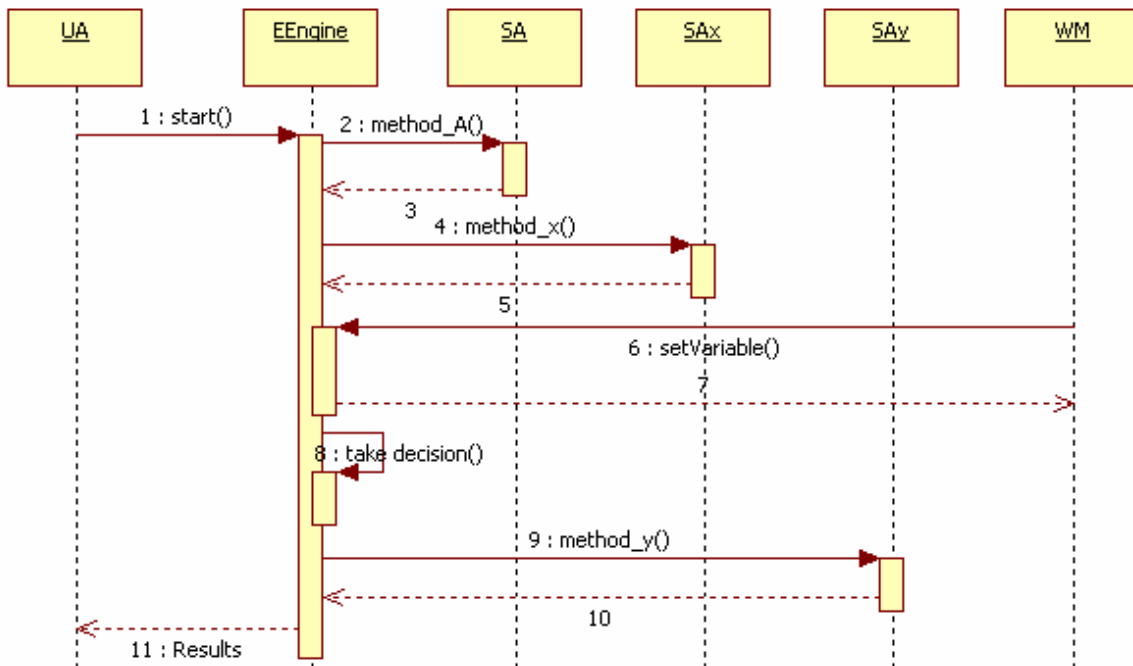 UA
EEngine
SA
SAx
SAy
WM
1 : start()
2 : method_A()
3
4 : method_x()
5
6 : setVariable()
7
8 : take decision()
9 : method_y()
10
11 : Results